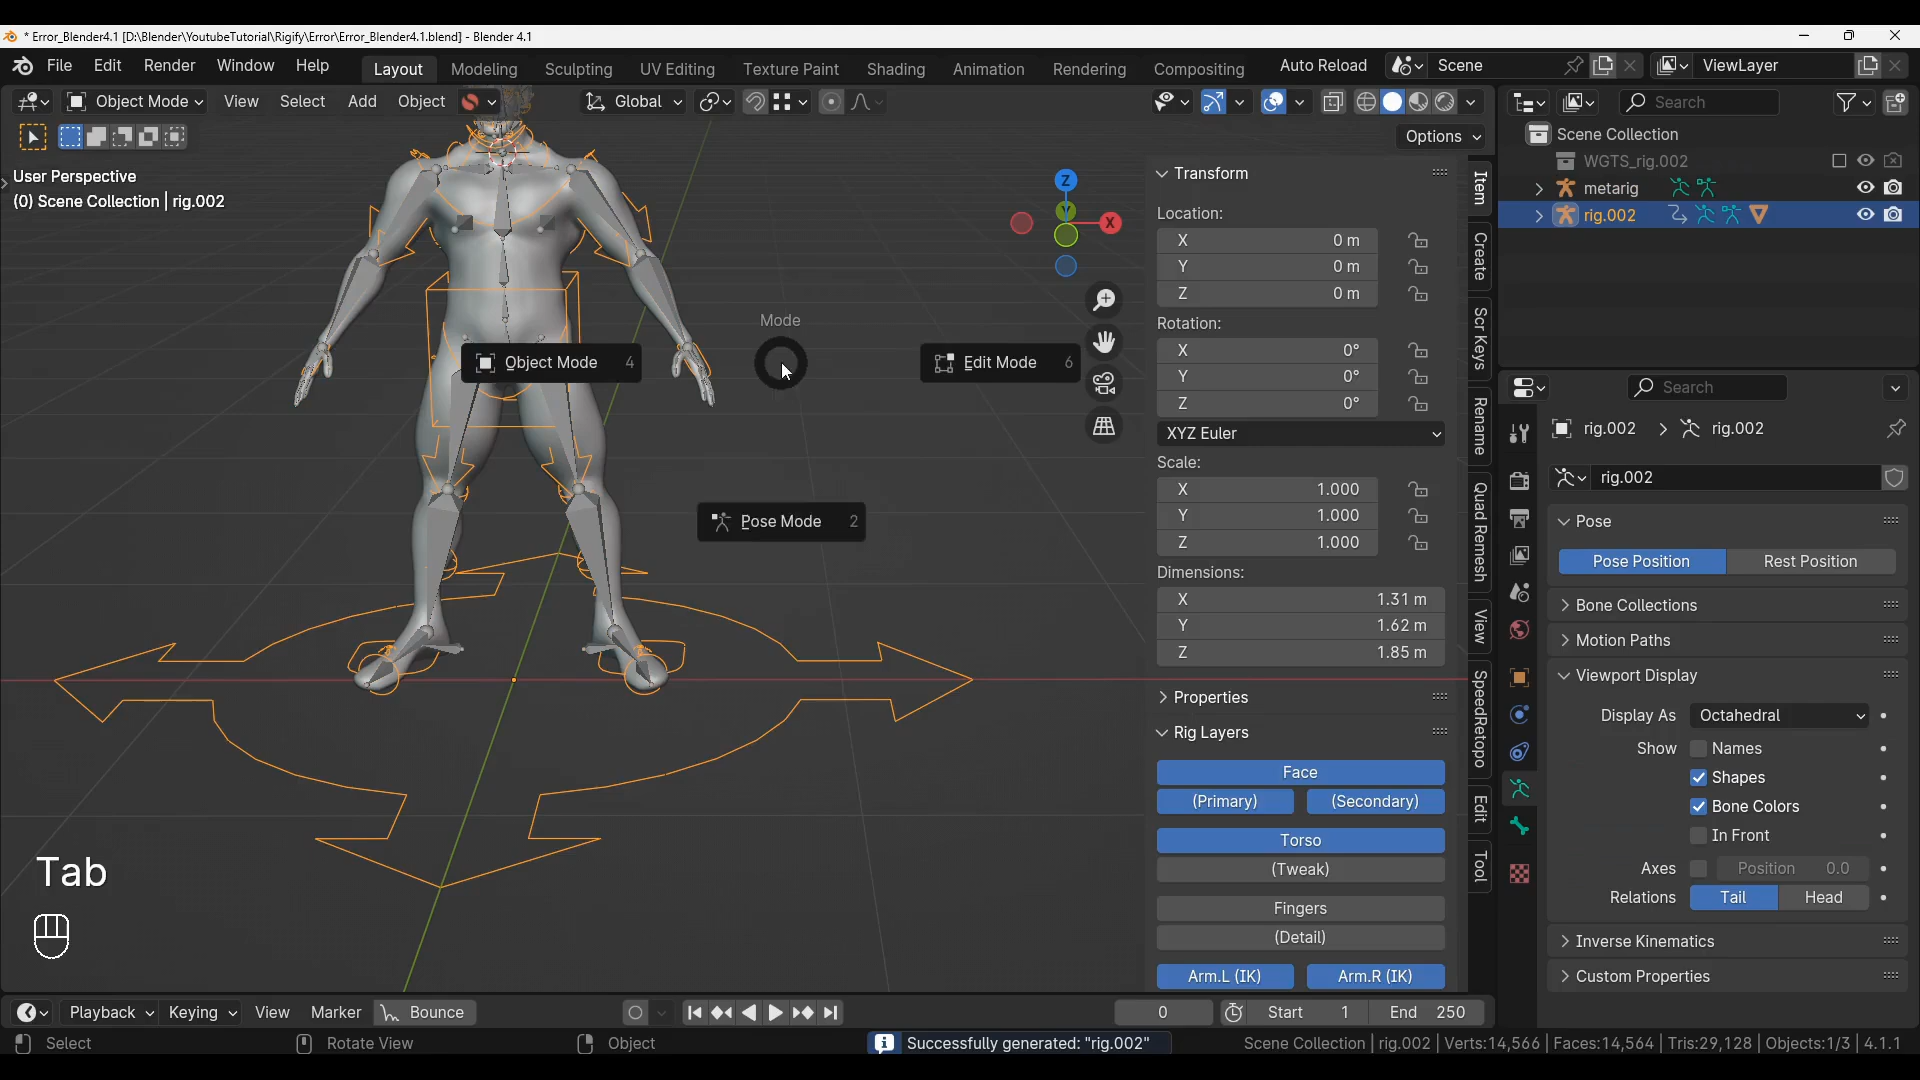 * Error_Blender4.1 [D:\Blender\YoutubeTutorial\Rigify\Error\Error_Blender4.1.blend] - Blender 4.1
File Edit Render Window Help Layout Modeling Sculpting UV Editing Texture Paint Shading Animation Rendering Compositing Auto Reload Scene ViewLayer
Object Mode View Select Add Object Global Search
Options
User Perspective
(0) Scene Collection | rig.002
Z
Y
X
Mode
Object Mode 4
Edit Mode 6
Pose Mode 2
Tab
Transform
Location:
X 0 m
Y 0 m
Z 0 m
Rotation:
X 0°
Y 0°
Z 0°
XYZ Euler
Scale:
X 1.000
Y 1.000
Z 1.000
Dimensions:
X 1.31 m
Y 1.62 m
Z 1.85 m
Properties
Rig Layers
Face
(Primary) (Secondary)
Torso
(Tweak)
Fingers
(Detail)
Arm.L (IK) Arm.R (IK)
Item
Create
Scr Keys
Rename
Quad Remesh
View
SpeedRetopo
Edit
Tool
Scene Collection
WGTS_rig.002
metarig
rig.002
Search
rig.002 rig.002
rig.002
Pose
Pose Position Rest Position
Bone Collections
Motion Paths
Viewport Display
Display As Octahedral
Show Names
Shapes
Bone Colors
In Front
Axes Position 0.0
Relations Tail Head
Inverse Kinematics
Custom Properties
Playback Keying View Marker Bounce 0 Start 1 End 250
Select Rotate View Object Successfully generated: "rig.002" Scene Collection | rig.002 | Verts:14,566 | Faces:14,564 | Tris:29,128 | Objects:1/3 | 4.1.1